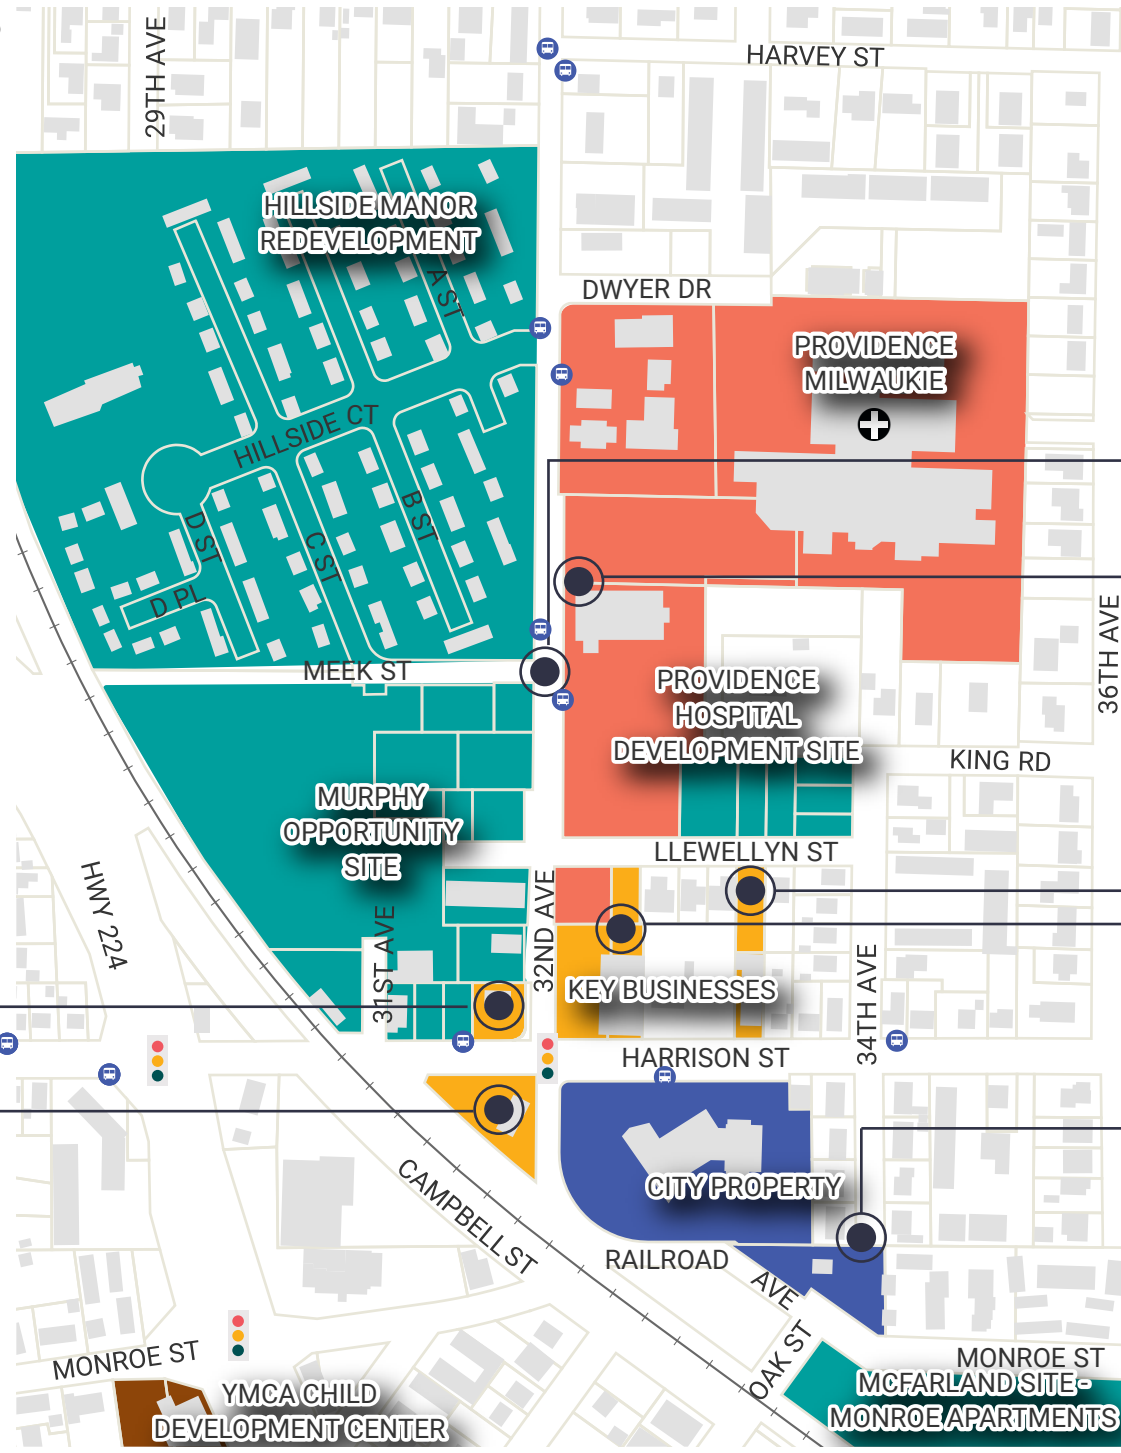 29TH AVE
HARVEY ST
HILLSIDE MANOR
REDEVELOPMENT
A ST
DWYER DR
PROVIDENCE
MILWAUKIE
HILLSIDE CT
B ST
D ST
C ST
D PL
36TH AVE
MEEK ST
PROVIDENCE
HOSPITAL
DEVELOPMENT SITE
KING RD
MURPHY
OPPORTUNITY
SITE
LLEWELLYN ST
HWY 224
31ST AVE
32ND AVE
34TH AVE
KEY BUSINESSES
HARRISON ST
CITY PROPERTY
CAMPBELL ST
RAILROAD
AVE
OAK ST
MONROE ST
MONROE ST
YMCA CHILD
DEVELOPMENT CENTER
MCFARLAND SITE -
MONROE APARTMENTS